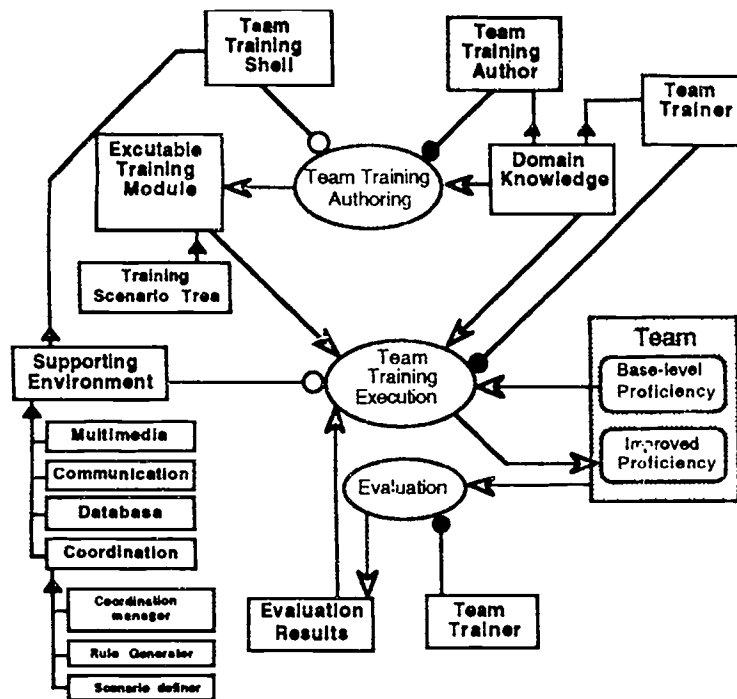 Team
Training
Shell
Team
Training
Author
Team
Trainer
Excutable
Training
Module
Team Training
Authoring
Domain
Knowledge
Training
Scenario Trea
Supporting
Environment
Team
Training
Execution
Team
Base-level
Proficiency
Improved
Proficiency
Multimedia
Communication
Databasa
Coordination
Evaluation
Coordination
manager
Rule Generator
Scenario definer
Evaluation
Results
Team
Trainer